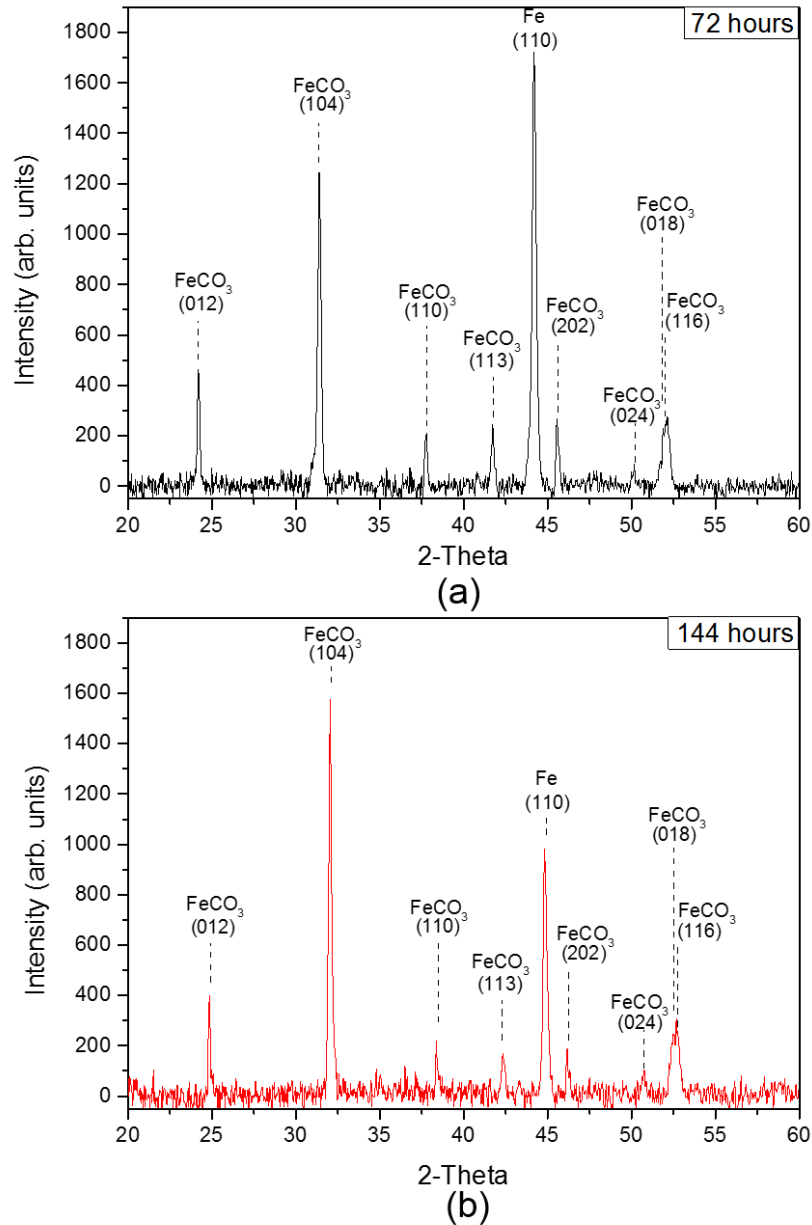 72 hours
Intensity (arb. units)
1800
1600
1400
1200
1000
800
600
400
200
0
FeCO3
(012)
FeCO3
(104)
FeCO3
(110)
FeCO3
(113)
Fe
(110)
FeCO3
(202)
FeCO3
(024)
FeCO3
(018)
FeCO3
(116)
20 25 30 35 40 45 50 55 60
2-Theta
(a)
144 hours
Intensity (arb. units)
1800
1600
1400
1200
1000
800
600
400
200
0
FeCO3
(012)
FeCO3
(104)
FeCO3
(110)
FeCO3
(113)
Fe
(110)
FeCO3
(202)
FeCO3
(024)
FeCO3
(018)
FeCO3
(116)
20 25 30 35 40 45 50 55 60
2-Theta
(b)